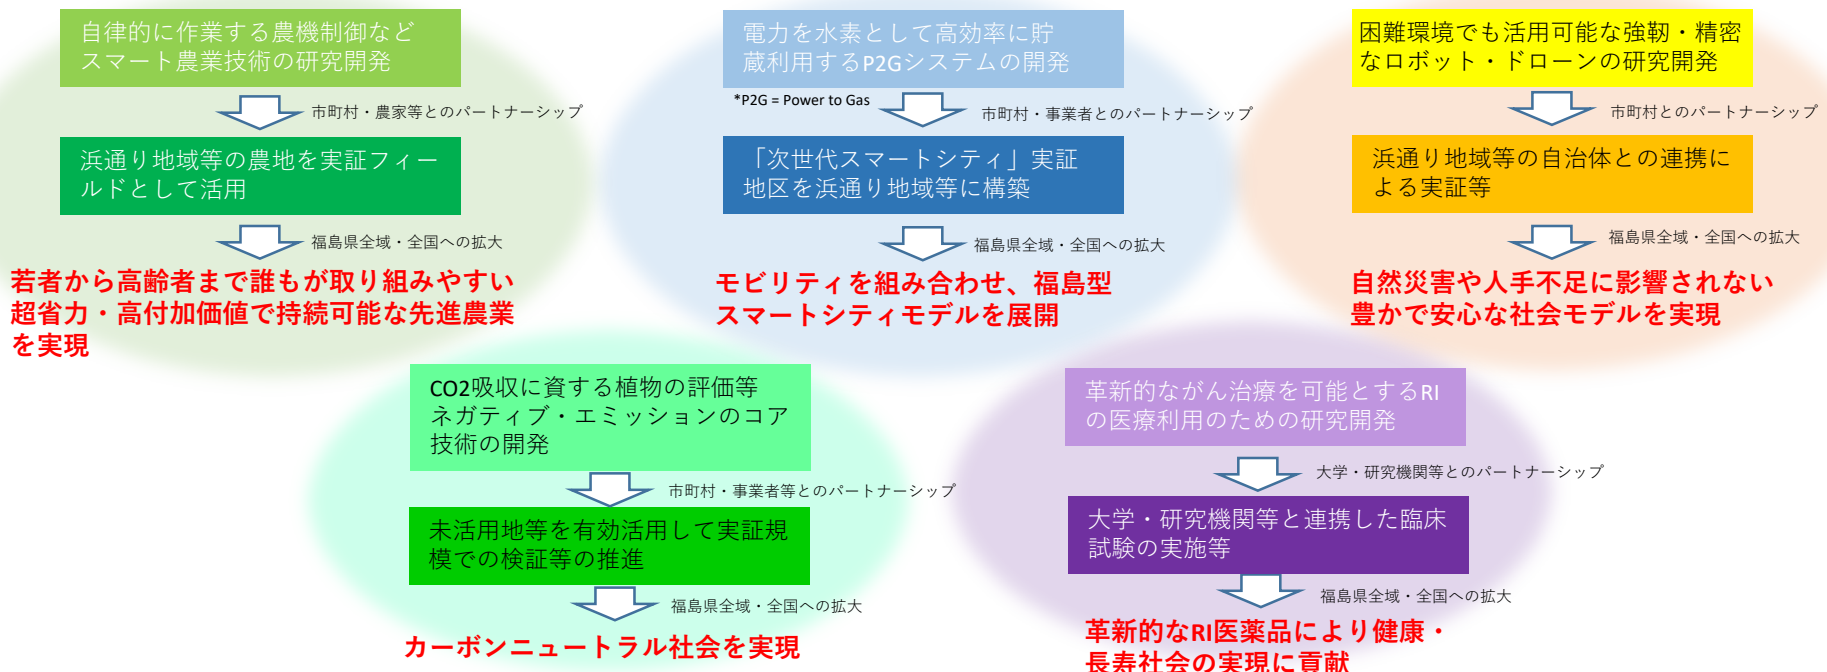 自律的に作業する農機制御など
スマート農業技術の研究開発
市町村・農家等とのパートナーシップ
浜通り地域等の農地を実証フィー
ルドとして活用
福島県全域・全国への拡大
若者から高齢者まで誰もが取り組みやすい
超省力・高付加価値で持続可能な先進農業
を実現
電力を水素として高効率に貯
蔵利用するP2Gシステムの開発
*P2G = Power to Gas
市町村・事業者とのパートナーシップ
「次世代スマートシティ」実証
地区を浜通り地域等に構築
福島県全域・全国への拡大
モビリティを組み合わせ、福島型
スマートシティモデルを展開
困難環境でも活用可能な強靭・精密
なロボット・ドローンの研究開発
市町村とのパートナーシップ
浜通り地域等の自治体との連携に
よる実証等
福島県全域・全国への拡大
自然災害や人手不足に影響されない
豊かで安心な社会モデルを実現
CO2吸収に資する植物の評価等
ネガティブ・エミッションのコア
技術の開発
市町村・事業者等とのパートナーシップ
未活用地等を有効活用して実証規
模での検証等の推進
福島県全域・全国への拡大
カーボンニュートラル社会を実現
革新的ながん治療を可能とするRI
の医療利用のための研究開発
大学・研究機関等とのパートナーシップ
大学・研究機関等と連携した臨床
試験の実施等
福島県全域・全国への拡大
革新的なRI医薬品により健康・
長寿社会の実現に貢献